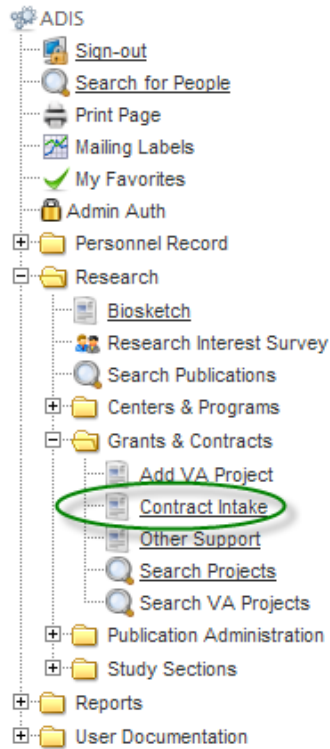 ADIS
Sign-out
Search for People
Print Page
Mailing Labels
My Favorites
Admin Auth
Personnel Record
Research
Biosketch
Research Interest Survey
Search Publications
Centers & Programs
Grants & Contracts
Add VA Project
Contract Intake
Other Support
Search Projects
Search VA Projects
Publication Administration
Study Sections
Reports
User Documentation